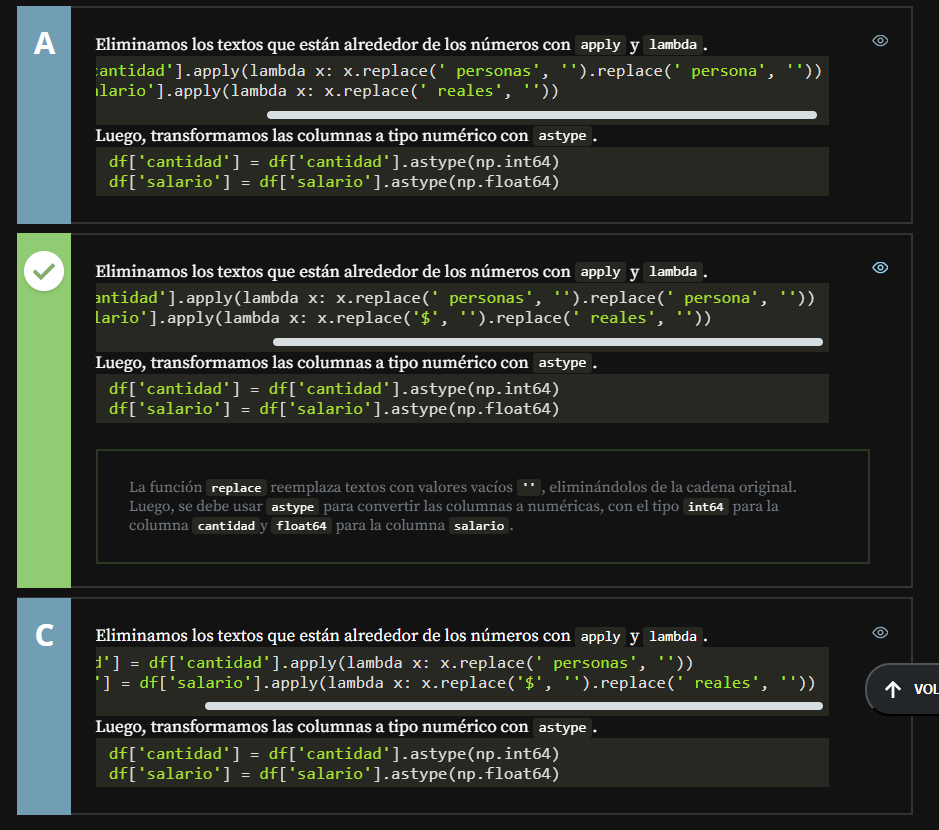 A
Eliminamos los textos que están alrededor de los números con apply y lambda .
cantidad'].apply(lambda x: x.replace(' personas', '').replace(' persona', ''))
alario'].apply(lambda x: x.replace(' reales', ''))
Luego, transformamos las columnas a tipo numérico con astype .
df['cantidad'] = df['cantidad'].astype(np.int64)
df['salario'] = df['salario'].astype(np.float64)
Eliminamos los textos que están alrededor de los números con apply y lambda .
antidad'].apply(lambda x: x.replace(' personas', '').replace(' persona', ''))
lario'].apply(lambda x: x.replace('$', '').replace(' reales', ''))
Luego, transformamos las columnas a tipo numérico con astype .
df['cantidad'] = df['cantidad'].astype(np.int64)
df['salario'] = df['salario'].astype(np.float64)
La función replace reemplaza textos con valores vacíos '' , eliminándolos de la cadena original.
Luego, se debe usar astype para convertir las columnas a numéricas, con el tipo int64 para la
columna cantidad y float64 para la columna salario .
C
Eliminamos los textos que están alrededor de los números con apply y lambda .
d'] = df['cantidad'].apply(lambda x: x.replace(' personas', ''))
'] = df['salario'].apply(lambda x: x.replace('$', '').replace(' reales', ''))
VOL
Luego, transformamos las columnas a tipo numérico con astype .
df['cantidad'] = df['cantidad'].astype(np.int64)
df['salario'] = df['salario'].astype(np.float64)